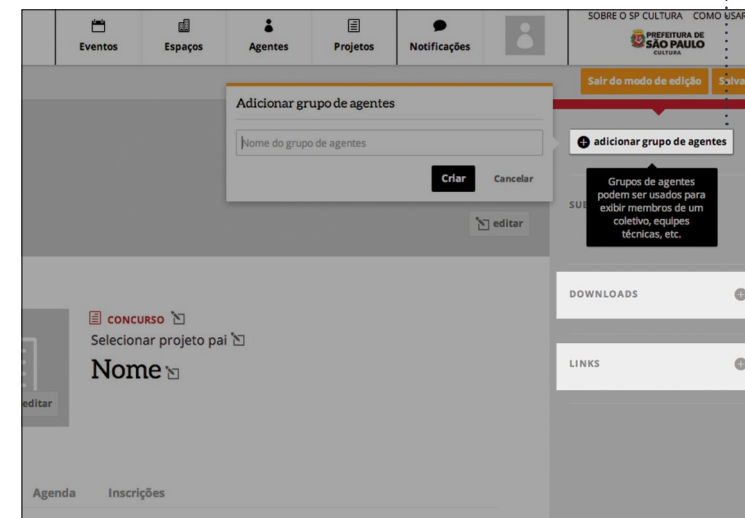 SOBRE O SP CULTURA COMO USAR
Eventos Espaços Agentes Projetos Notificações
PREFEITURA DE
SÃO PAULO
CULTURA
Sair do modo de edição Salva
Adicionar grupo de agentes
Nome do grupo de agentes
Criar Cancelar
adicionar grupo de agentes
Grupos de agentes
podem ser usados para
exibir membros de um
coletivo, equipes
técnicas, etc.
SUB
editar
DOWNLOADS
CONCURSO
Selecionar projeto pai
Nome
LINKS
editar
Agenda Inscrições